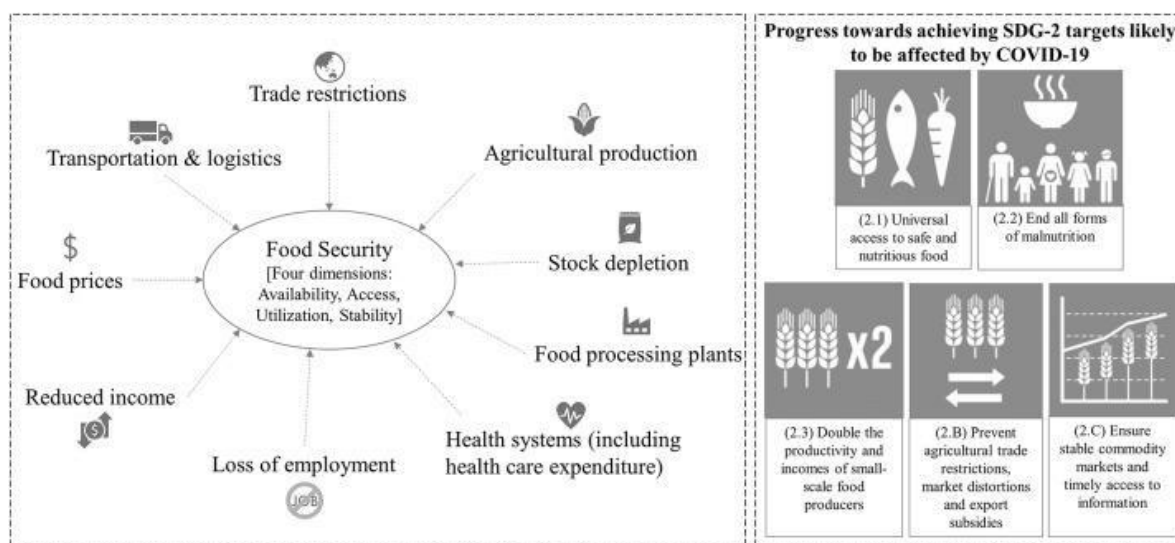 Trade restrictions
Transportation & logistics
Agricultural production
$
Food prices
Food Security
[Four dimensions:
Availability, Access,
Utilization, Stability]
Stock depletion
Food processing plants
Reduced income
$
Loss of employment
JOB
Health systems (including
health care expenditure)
Progress towards achieving SDG-2 targets likely
to be affected by COVID-19
(2.1) Universal
access to safe and
nutritious food
(2.2) End all forms
of malnutrition
X2
(2.3) Double the
productivity and
incomes of small-
scale food
producers
(2.B) Prevent
agricultural trade
restrictions,
market distortions
and export
subsidies
(2.C) Ensure
stable commodity
markets and
timely access to
information